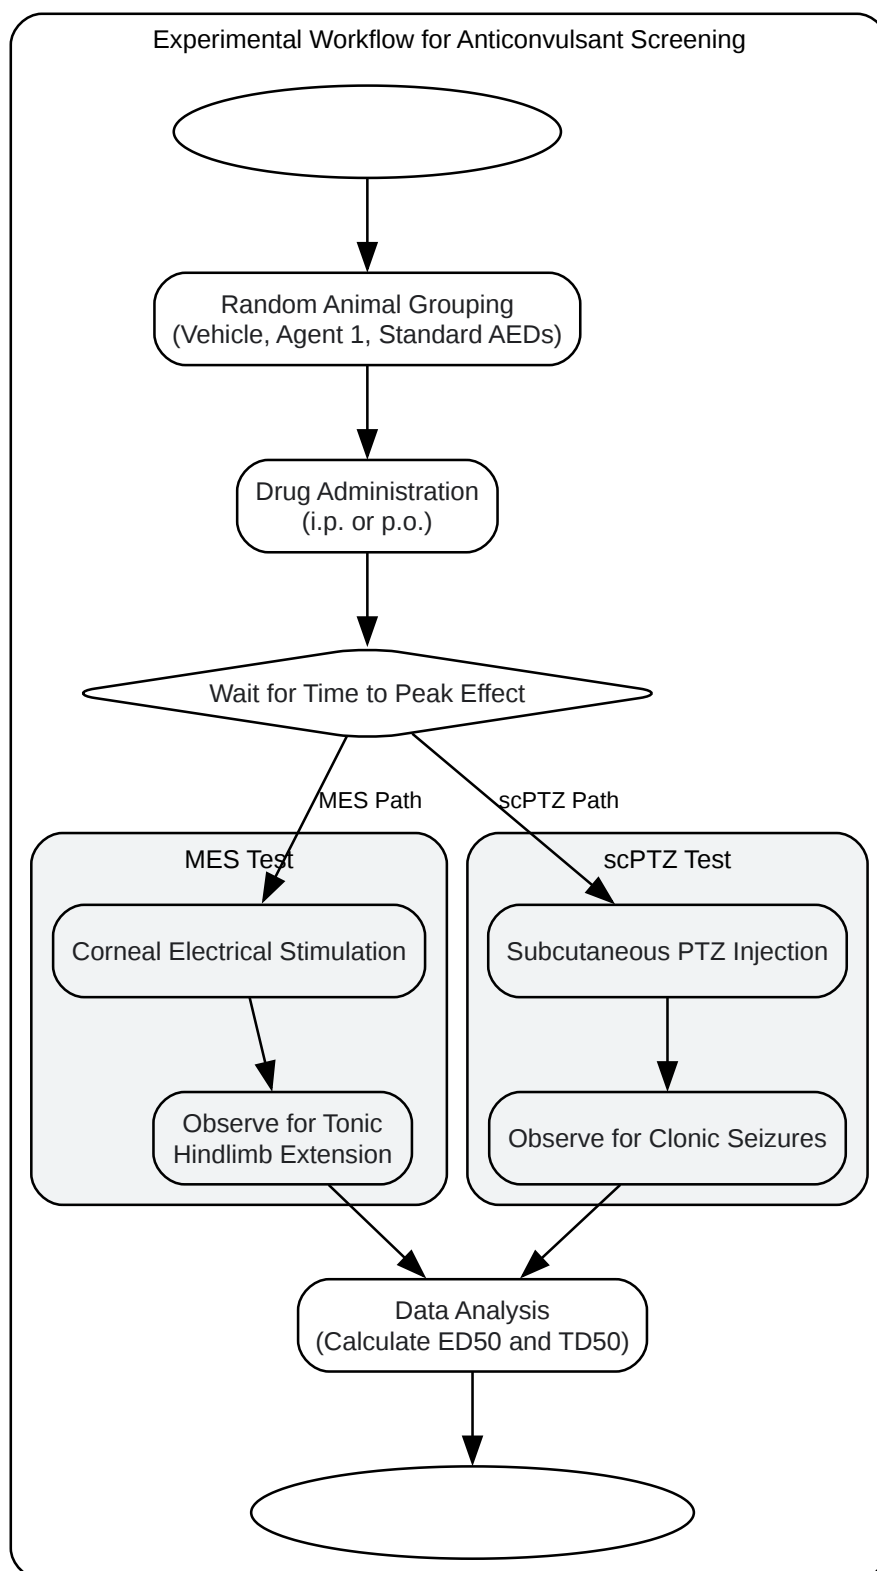 Experimental Workflow for Anticonvulsant Screening
Random Animal Grouping
(Vehicle, Agent 1, Standard AEDs)
Drug Administration
(i.p. or p.o.)
Wait for Time to Peak Effect
MES Path
scPTZ Path
MES Test
Corneal Electrical Stimulation
Observe for Tonic
Hindlimb Extension
scPTZ Test
Subcutaneous PTZ Injection
Observe for Clonic Seizures
Data Analysis
(Calculate ED50 and TD50)